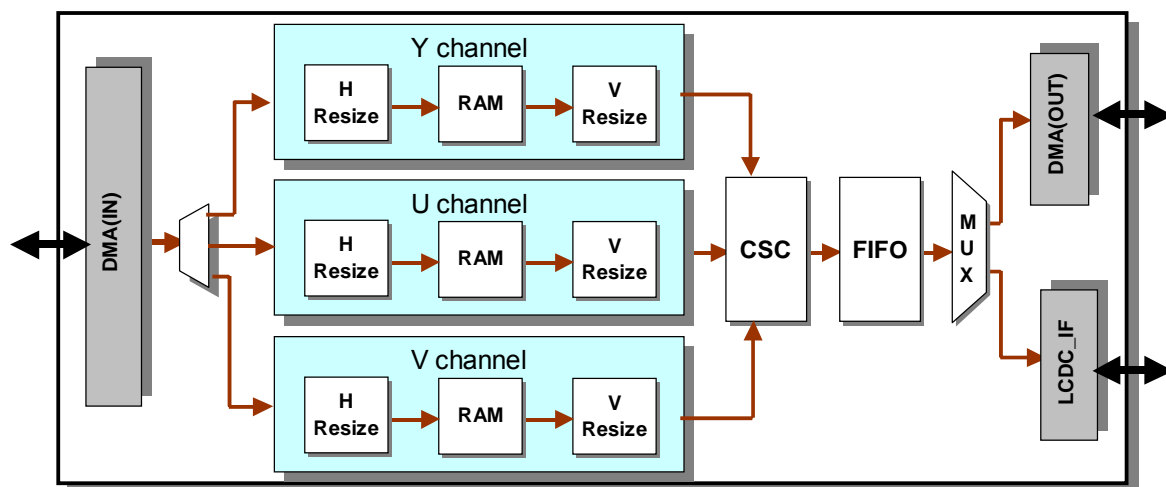 DMA(IN)
Y channel
H
Resize
RAM
V
Resize
U channel
H
Resize
RAM
V
Resize
V channel
H
Resize
RAM
V
Resize
CSC
FIFO
M
U
X
DMA(OUT)
LCDC_IF